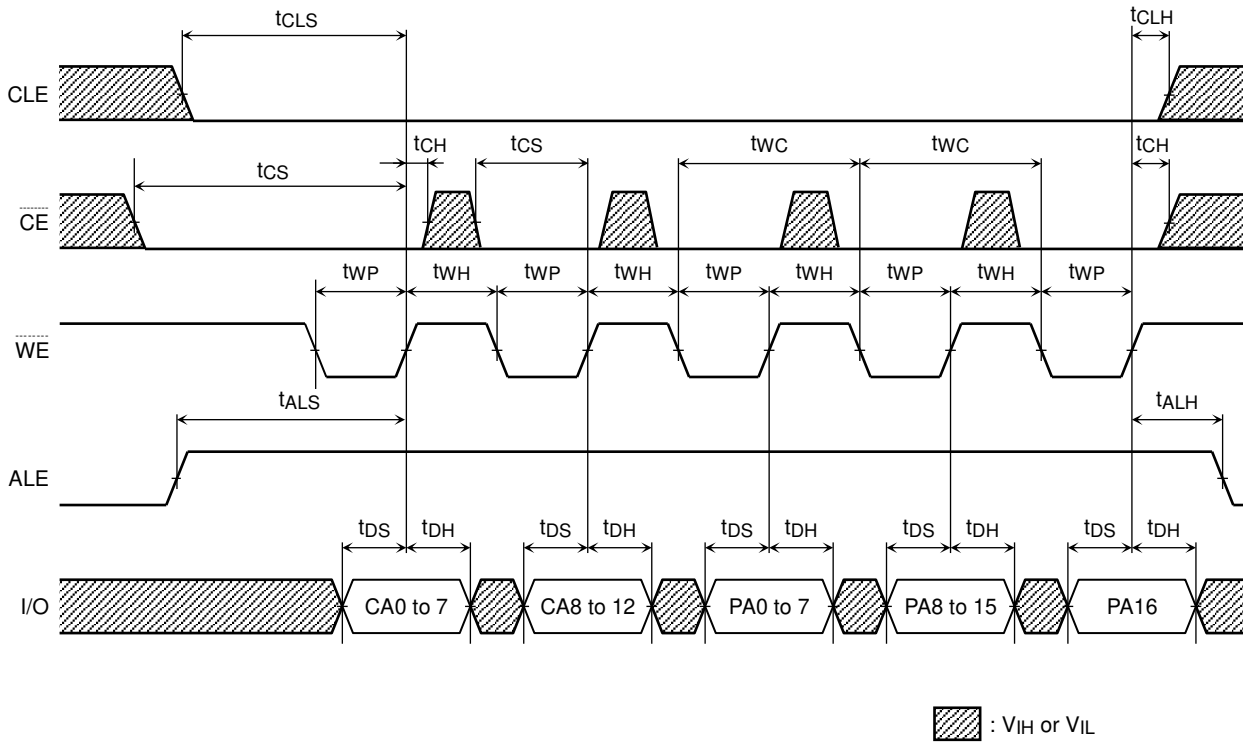 tCLS tCLH
CLE
tCH tCS tWC tWC tCH
tCS
CE
tWP tWH tWP tWH tWP tWH tWP tWH tWP
WE
tALS tALH
ALE
tDS tDH tDS tDH tDS tDH tDS tDH tDS tDH
I/O CA0 to 7 CA8 to 12 PA0 to 7 PA8 to 15 PA16
: VIH or VIL